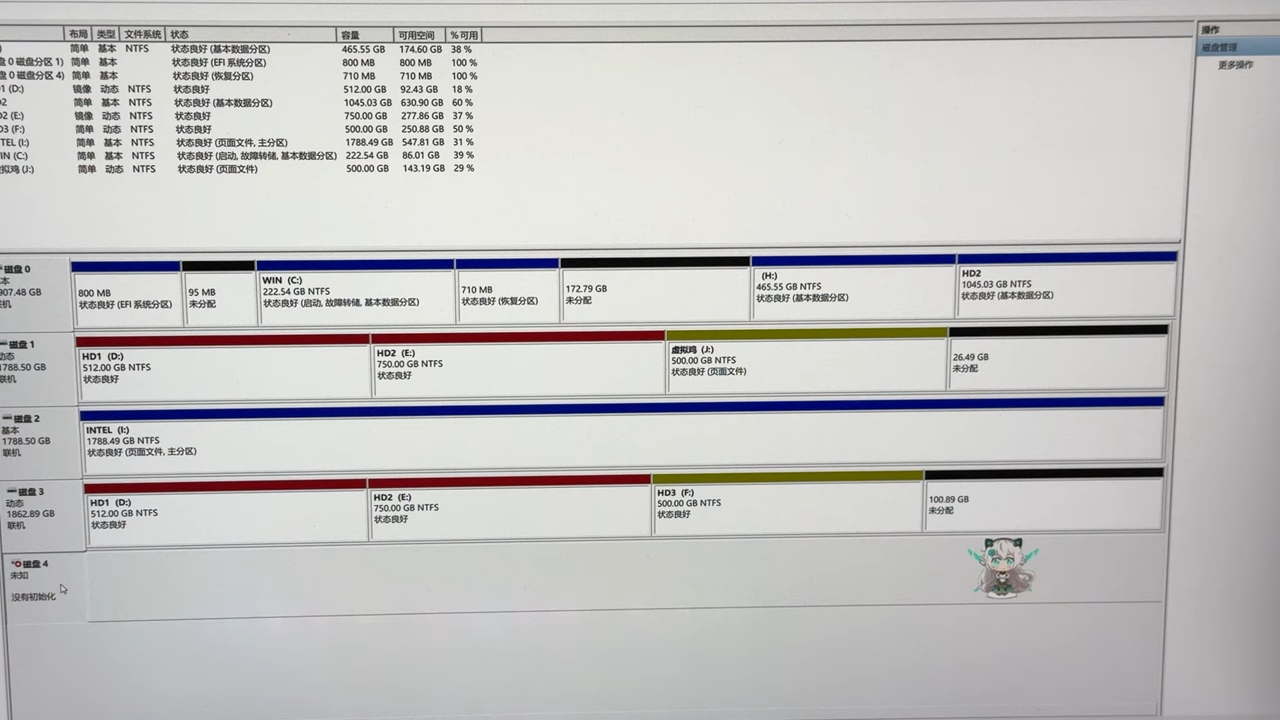 布局 类型 文件系统 状态 容量 可用空间 % 可用
) 简单 基本 NTFS 状态良好 (基本数据分区) 465.55 GB 174.60 GB 38 %
盘 0 磁盘分区 1) 简单 基本 状态良好 (EFI 系统分区) 800 MB 800 MB 100 %
盘 0 磁盘分区 4) 简单 基本 状态良好 (恢复分区) 710 MB 710 MB 100 %
1 (D:) 镜像 动态 NTFS 状态良好 512.00 GB 92.43 GB 18 %
2 简单 基本 NTFS 状态良好 (基本数据分区) 1045.03 GB 630.90 GB 60 %
2 (E:) 镜像 动态 NTFS 状态良好 750.00 GB 277.86 GB 37 %
3 (F:) 简单 动态 NTFS 状态良好 500.00 GB 250.88 GB 50 %
TEL (I:) 简单 基本 NTFS 状态良好 (页面文件, 主分区) 1788.49 GB 547.81 GB 31 %
IN (C:) 简单 基本 NTFS 状态良好 (启动, 故障转储, 基本数据分区) 222.54 GB 86.01 GB 39 %
拟鸡 (J:) 简单 动态 NTFS 状态良好 (页面文件) 500.00 GB 143.19 GB 29 %
操作
磁盘管理
更多操作
磁盘 0
本
907.48 GB
机
800 MB
状态良好 (EFI 系统分区)
95 MB
未分配
WIN (C:)
222.54 GB NTFS
状态良好 (启动, 故障转储, 基本数据分区)
710 MB
状态良好 (恢复分区)
172.79 GB
未分配
(H:)
465.55 GB NTFS
状态良好 (基本数据分区)
HD2
1045.03 GB NTFS
状态良好 (基本数据分区)
磁盘 1
动态
1788.50 GB
联机
HD1 (D:)
512.00 GB NTFS
状态良好
HD2 (E:)
750.00 GB NTFS
状态良好
虚拟鸡 (J:)
500.00 GB NTFS
状态良好 (页面文件)
26.49 GB
未分配
磁盘 2
基本
1788.50 GB
联机
INTEL (I:)
1788.49 GB NTFS
状态良好 (页面文件, 主分区)
磁盘 3
动态
1862.89 GB
联机
HD1 (D:)
512.00 GB NTFS
状态良好
HD2 (E:)
750.00 GB NTFS
状态良好
HD3 (F:)
500.00 GB NTFS
状态良好
100.89 GB
未分配
磁盘 4
未知
没有初始化